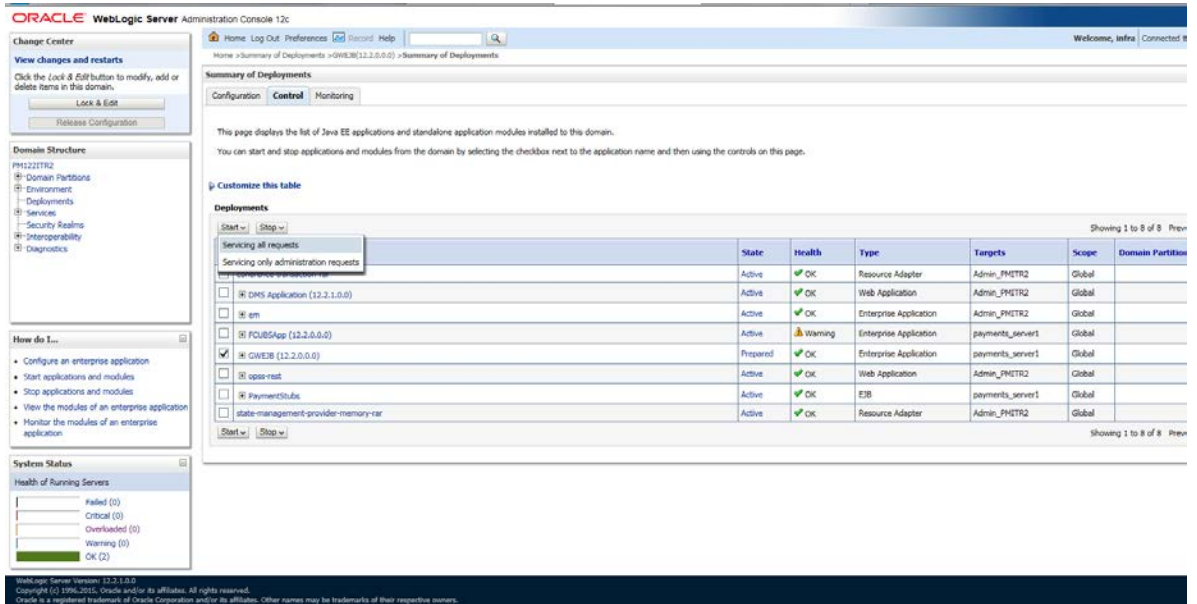 ORACLE WebLogic Server Administration Console 12c
Change Center
View changes and restarts
Click the Lock & Edit button to modify, add or
delete items in this domain.
Lock & Edit
Release Configuration
Domain Structure
PM122ITR2
Domain Partitions
Environment
Deployments
Services
Security Realms
Interoperability
Diagnostics
How do I...
Configure an enterprise application
Start applications and modules
Stop applications and modules
View the modules of an enterprise application
Monitor the modules of an enterprise
application
System Status
Health of Running Servers
Failed (0)
Critical (0)
Overloaded (0)
Warning (0)
OK (2)
Home Log Out Preferences Record Help
Welcome, infra Connected
Home >Summary of Deployments >GWEJB(12.2.0.0.0) >Summary of Deployments
Summary of Deployments
Configuration Control Monitoring
This page displays the list of Java EE applications and standalone application modules installed to this domain.
You can start and stop applications and modules from the domain by selecting the checkbox next to the application name and then using the controls on this page.
Customize this table
Deployments
Start Stop Showing 1 to 8 of 8 Prev
Servicing all requests
Servicing only administration requests
State Health Type Targets Scope Domain Partition
coherence-transaction-rar Active OK Resource Adapter Admin_PMITR2 Global
DMS Application (12.2.1.0.0) Active OK Web Application Admin_PMITR2 Global
em Active OK Enterprise Application Admin_PMITR2 Global
FCUBSApp (12.2.0.0.0) Active Warning Enterprise Application payments_server1 Global
GWEJB (12.2.0.0.0) Prepared OK Enterprise Application payments_server1 Global
opss-rest Active OK Web Application Admin_PMITR2 Global
PaymentStubs Active OK EJB payments_server1 Global
state-management-provider-memory-rar Active OK Resource Adapter Admin_PMITR2 Global
Start Stop Showing 1 to 8 of 8 Prev
WebLogic Server Version: 12.2.1.0.0
Copyright (c) 1996,2015, Oracle and/or its affiliates. All rights reserved.
Oracle is a registered trademark of Oracle Corporation and/or its affiliates. Other names may be trademarks of their respective owners.